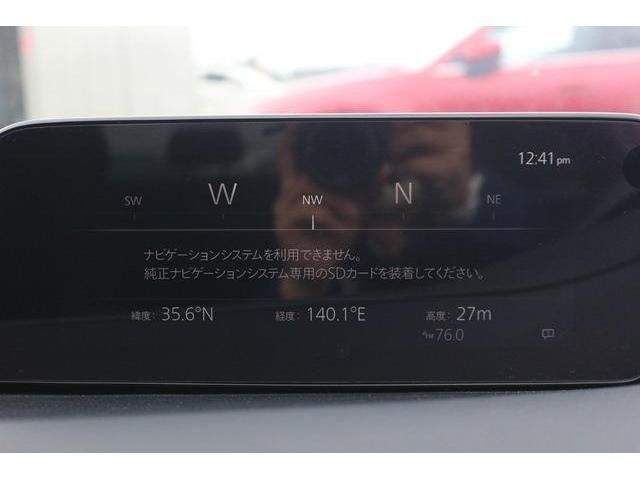 12:41 pm
SW W NW N NE
ナビゲーションシステムを利用できません。
純正ナビゲーションシステム専用のSDカードを装着してください。
緯度: 35.6°N 経度: 140.1°E 高度: 27m
FM 76.0